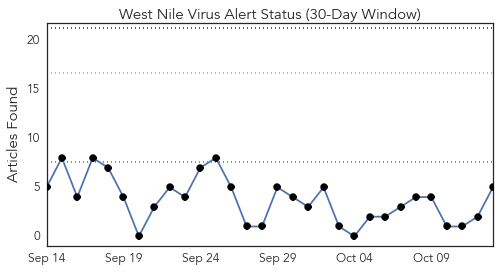 West Nile Virus Alert Status (30-Day Window)
Articles Found
20
15
10
5
0
Sep 14 Sep 19 Sep 24 Sep 29 Oct 04 Oct 09